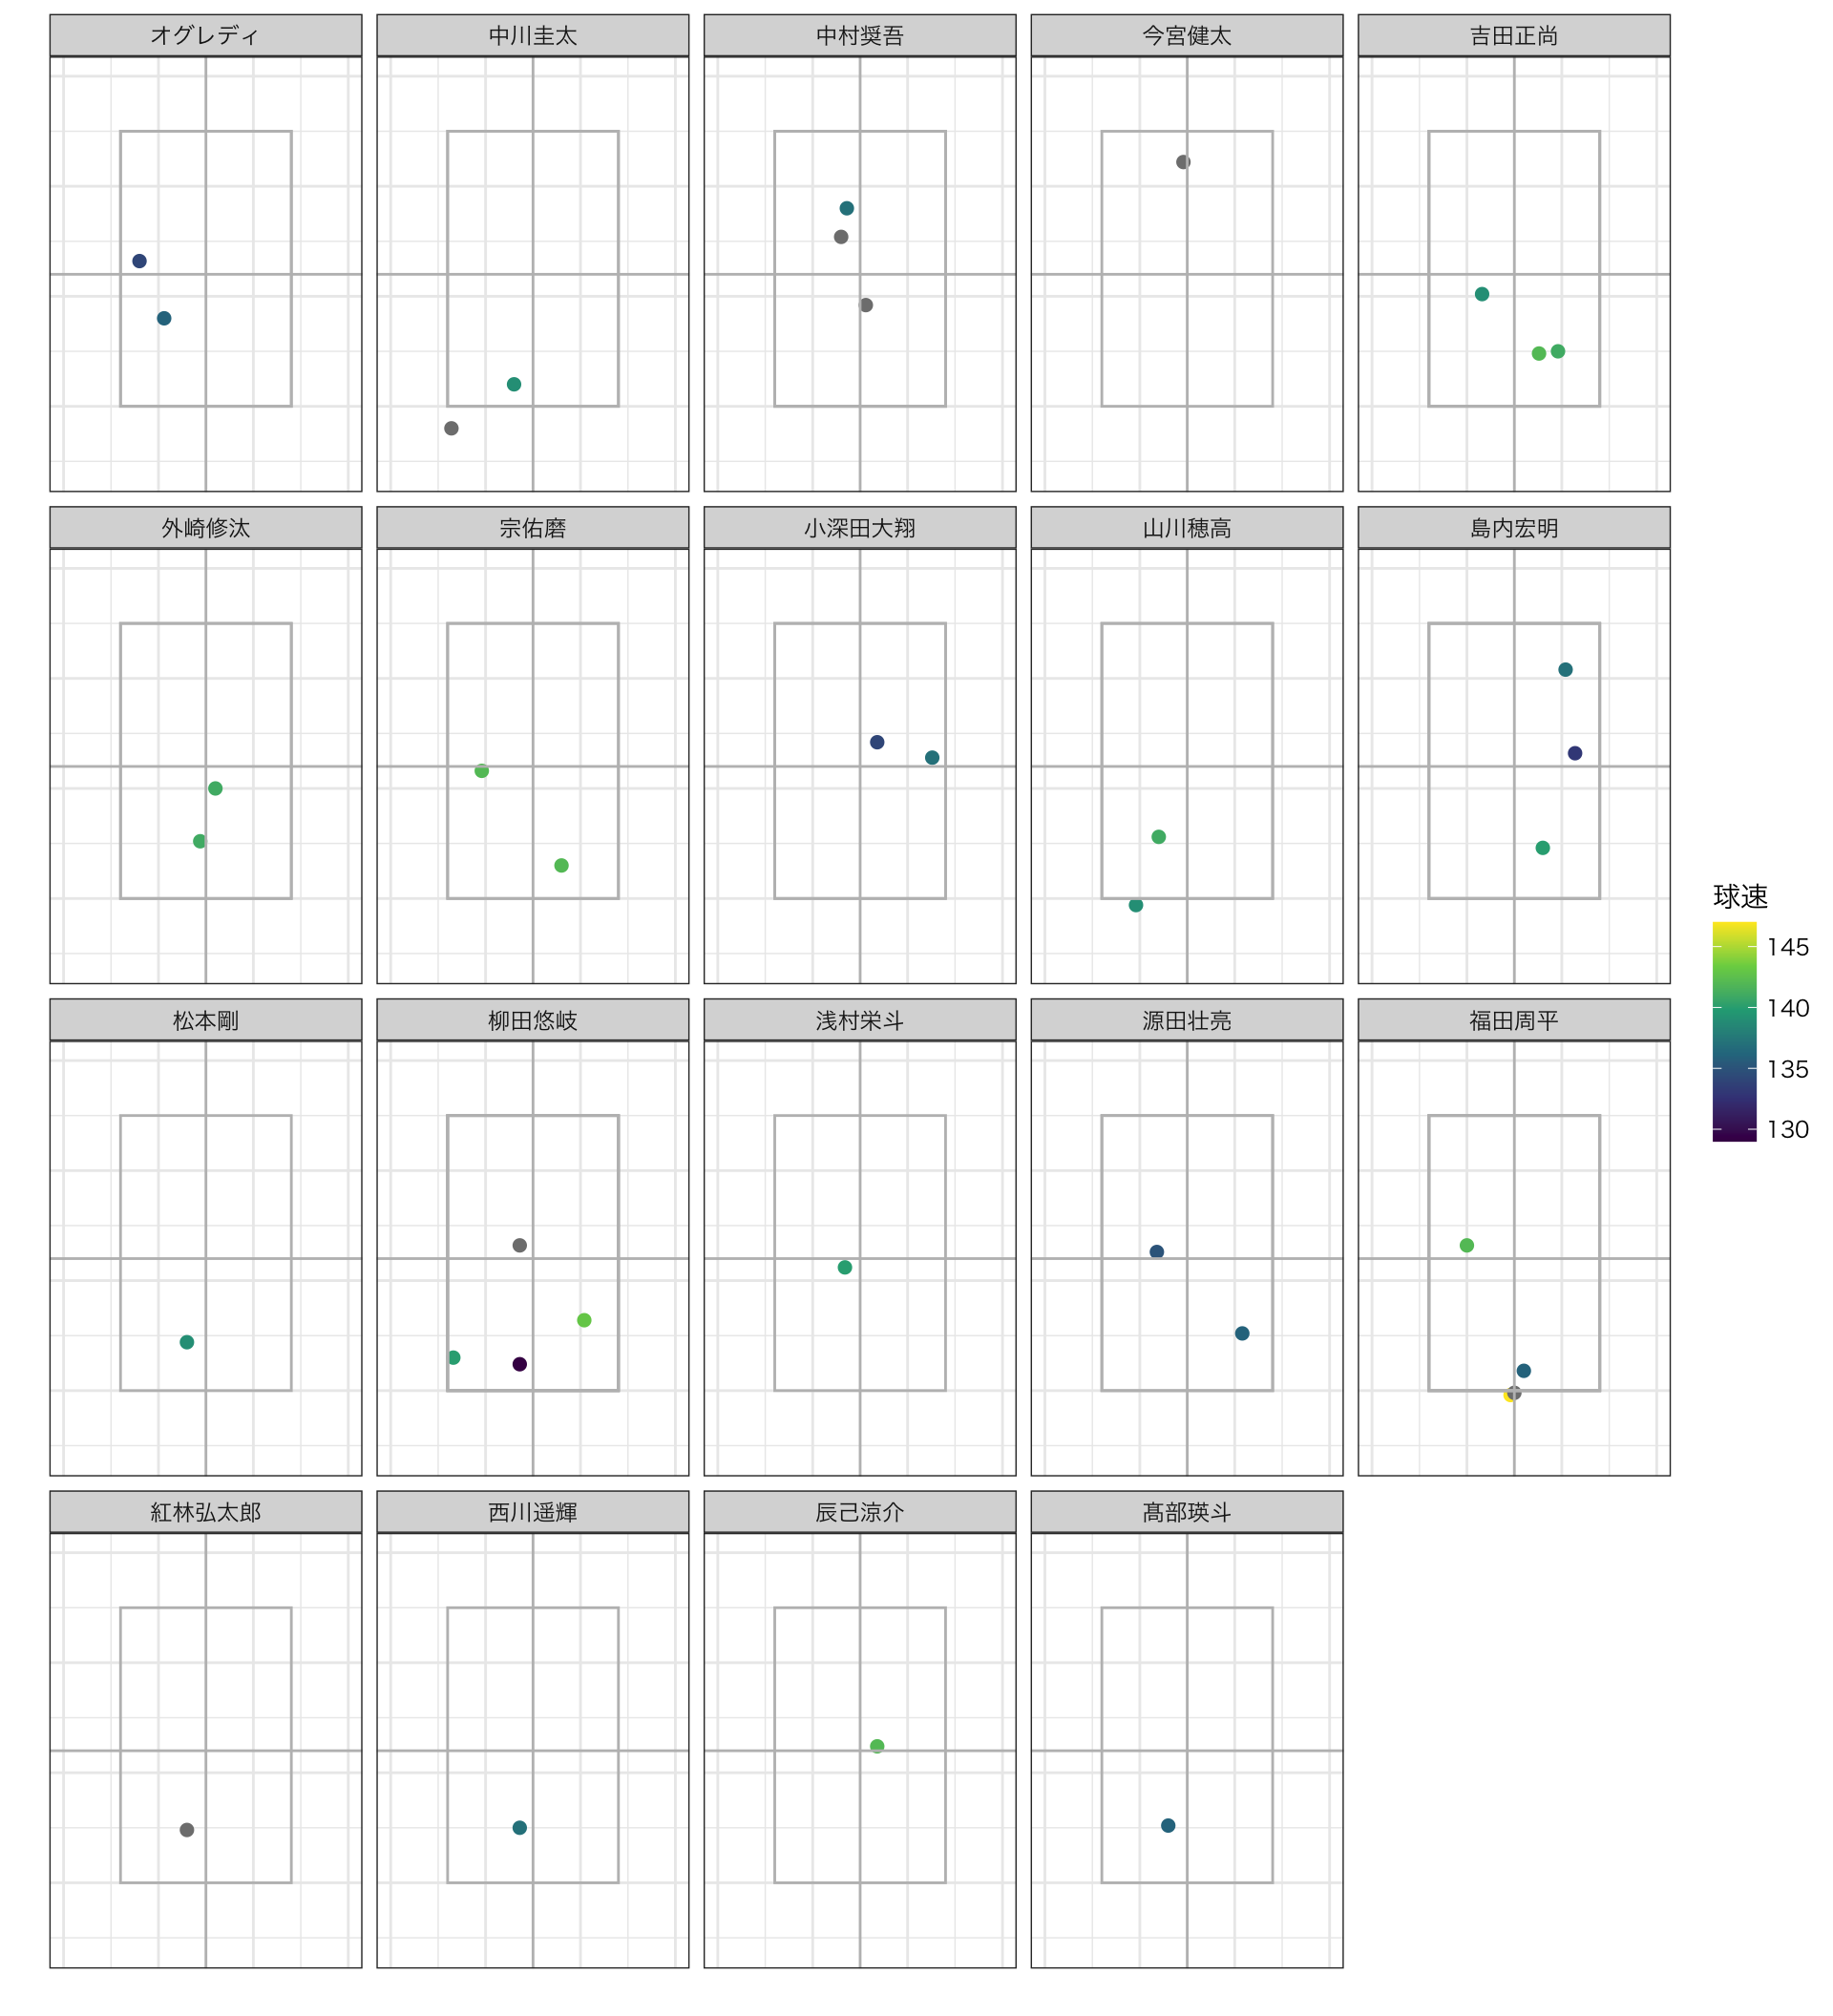 オグレディ
中川圭太
中村奨吾
今宮健太
吉田正尚
外崎修汰
宗佑磨
小深田大翔
山川穂高
島内宏明
松本剛
柳田悠岐
浅村栄斗
源田壮亮
福田周平
紅林弘太郎
西川遥輝
辰己涼介
髙部瑛斗
球速
145
140
135
130